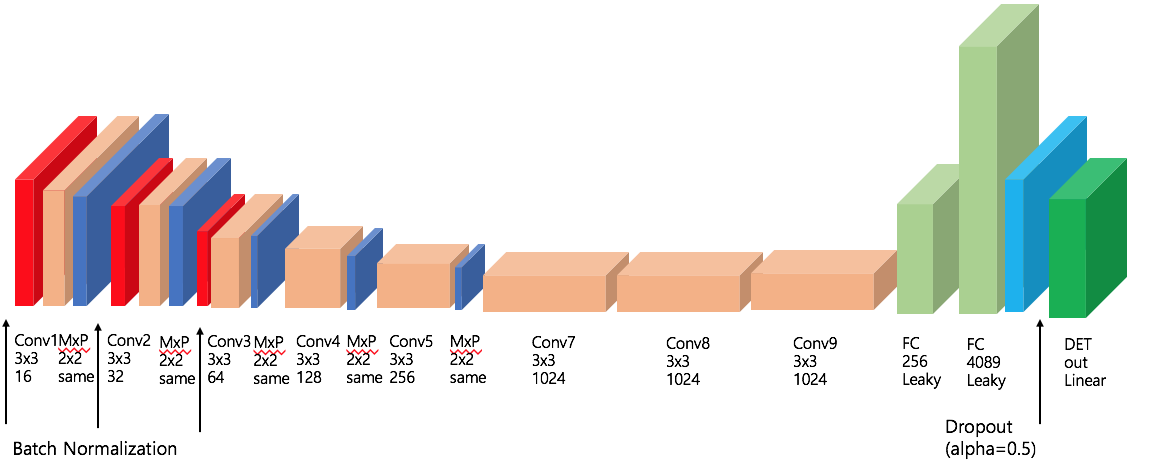 Conv1
3x3
16
MxP
2x2
same
Conv2
3x3
32
MxP
2x2
same
Conv3
3x3
64
MxP
2x2
same
Conv4
3x3
128
MxP
2x2
same
Conv5
3x3
256
MxP
2x2
same
Conv7
3x3
1024
Conv8
3x3
1024
Conv9
3x3
1024
FC
256
Leaky
FC
4089
Leaky
DET
out
Linear
Batch Normalization
Dropout
(alpha=0.5)